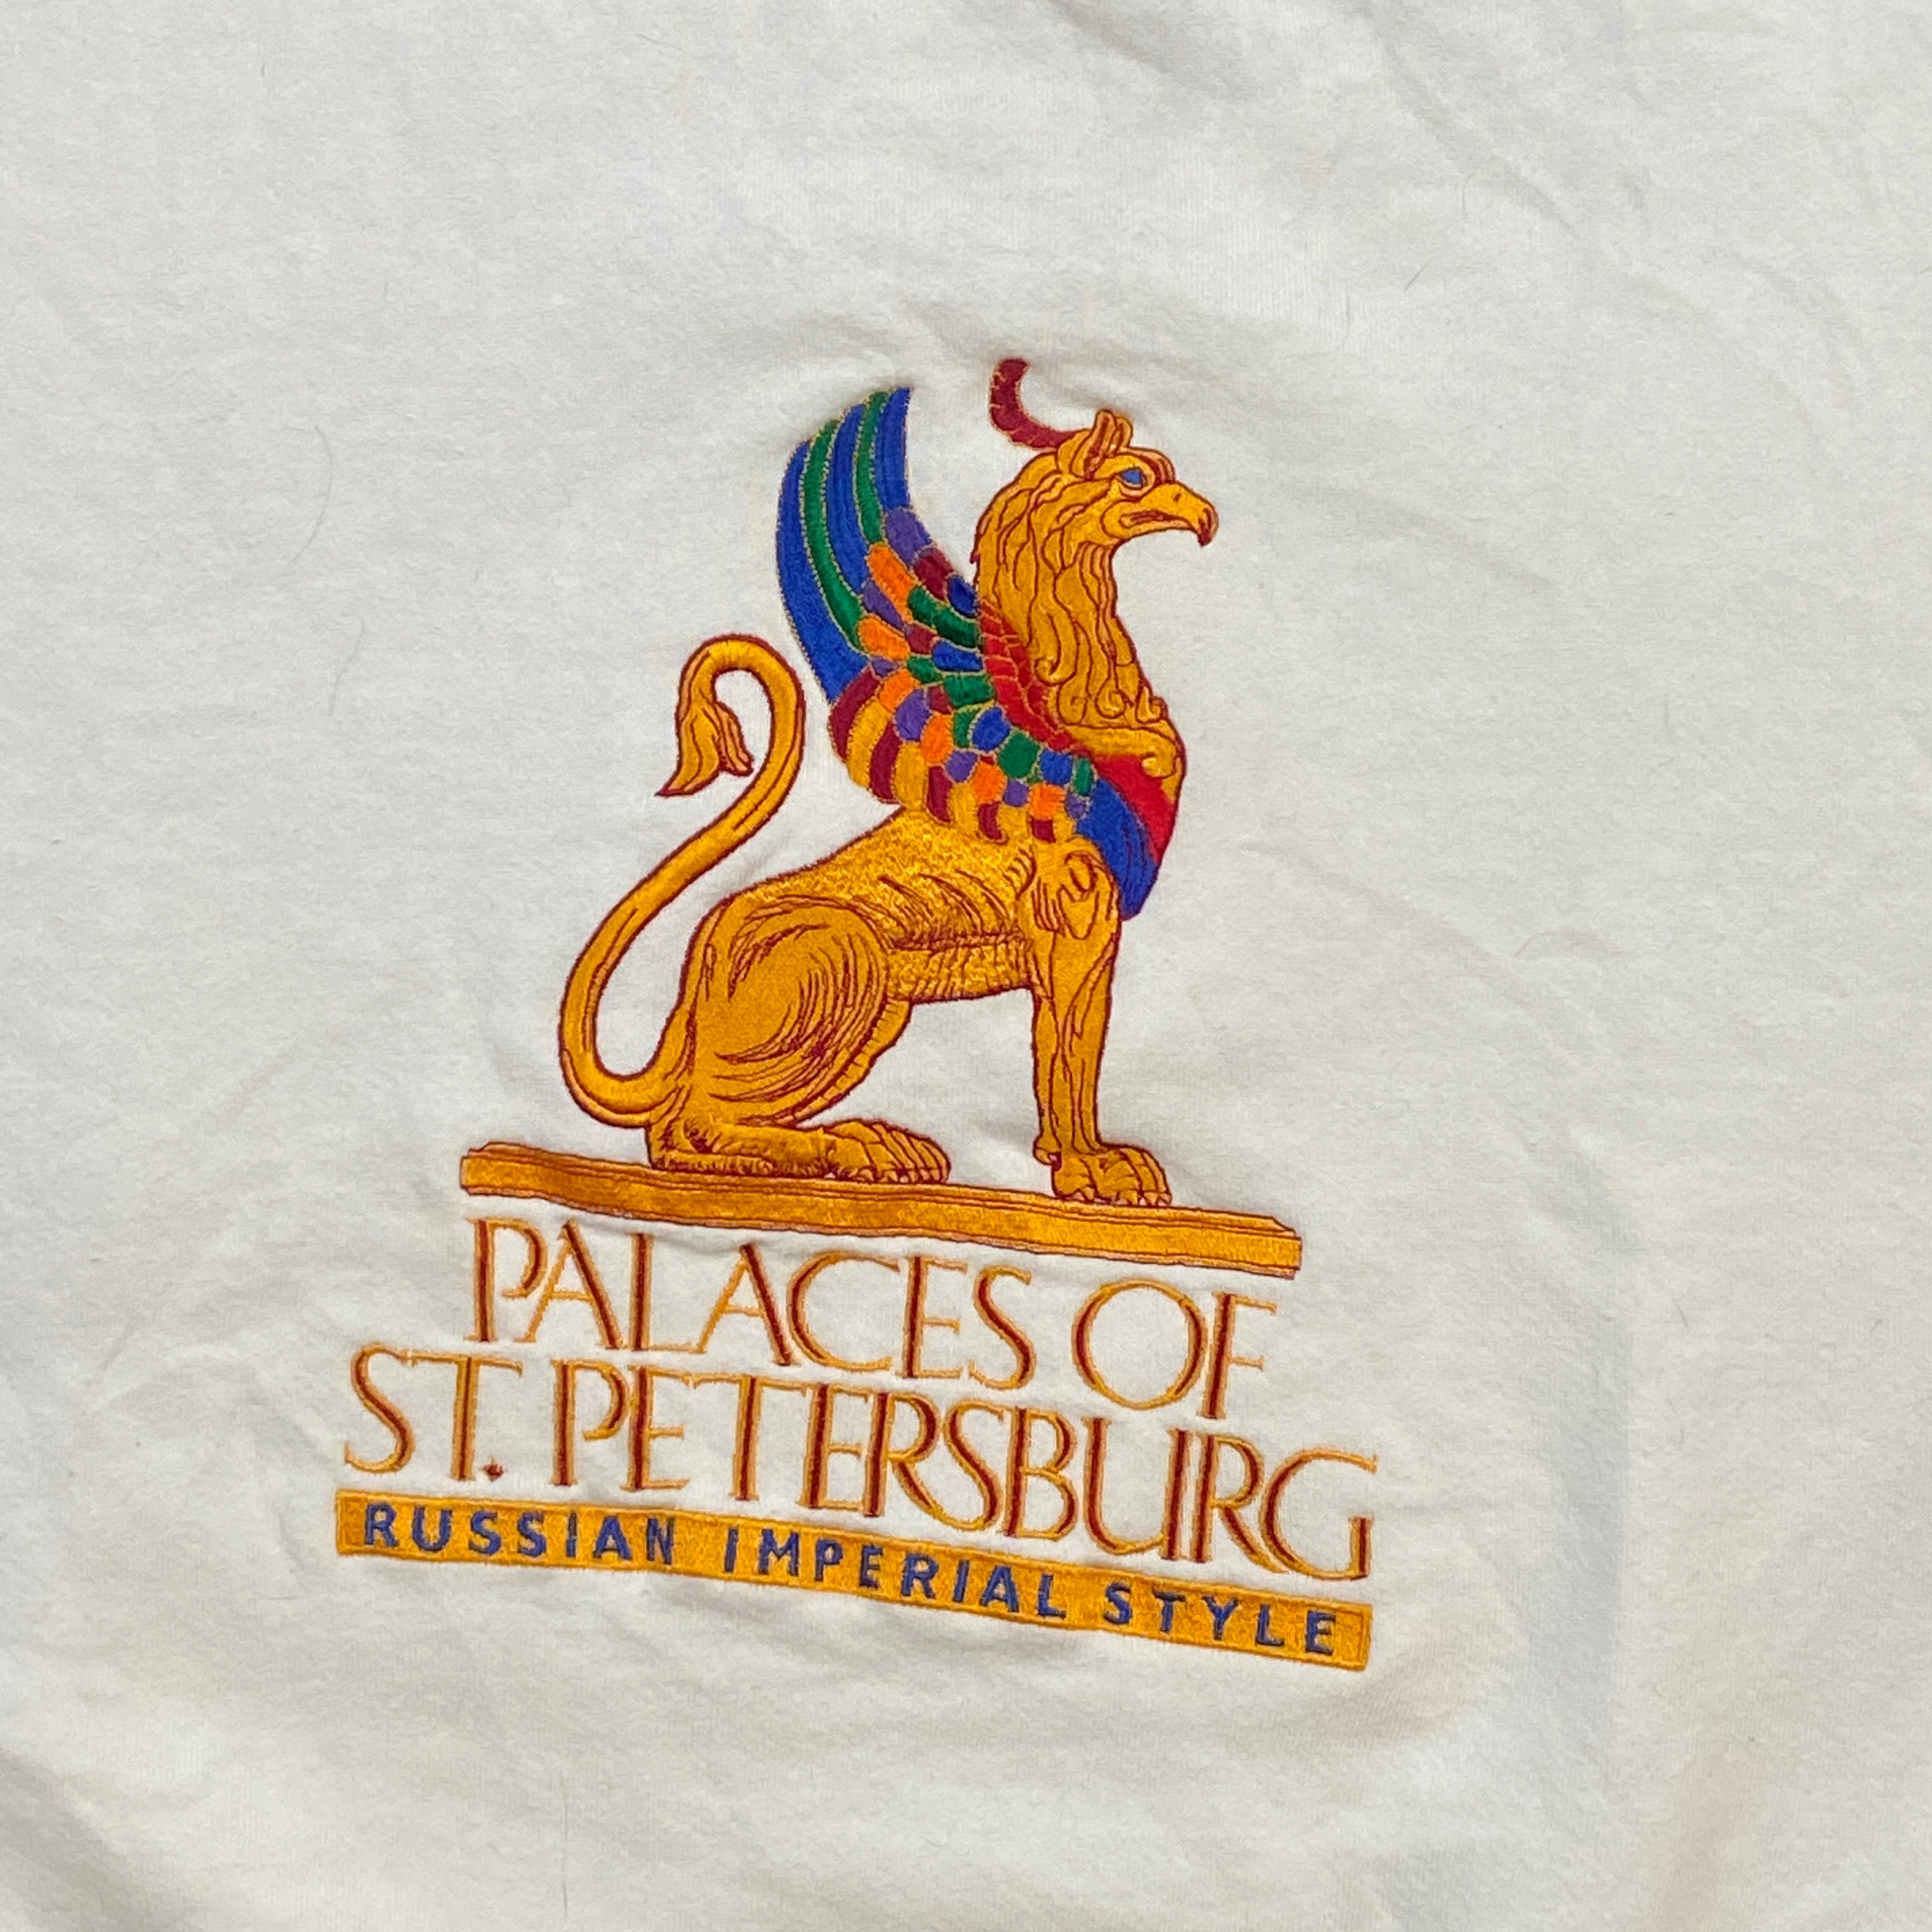 PALACES OF
ST. PETERSBURG
RUSSIAN IMPERIAL STYLE